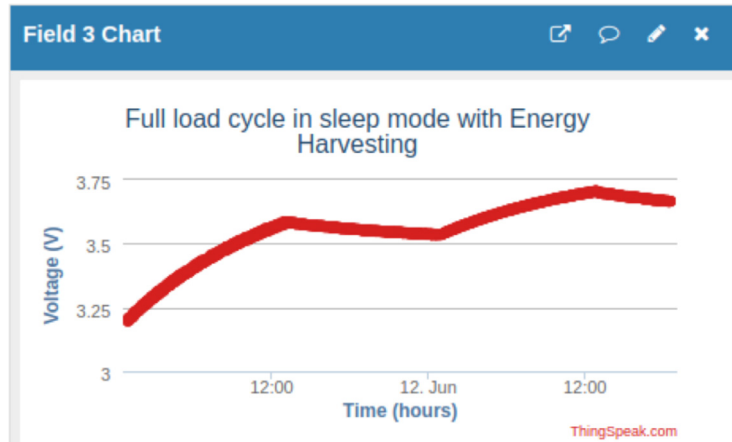 Field 3 Chart
Full load cycle in sleep mode with Energy
Harvesting
Voltage (V)
3.75
3.5
3.25
3
12:00
12. Jun
12:00
Time (hours)
ThingSpeak.com